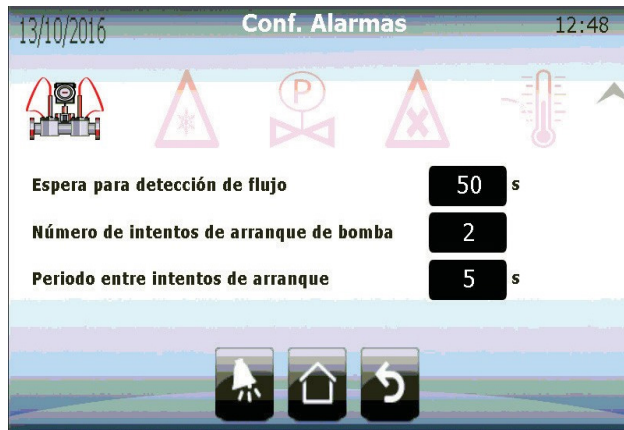 13/10/2016 Conf. Alarmas 12:48
P
Espera para detección de flujo 50 s
Número de intentos de arranque de bomba 2
Periodo entre intentos de arranque 5 s